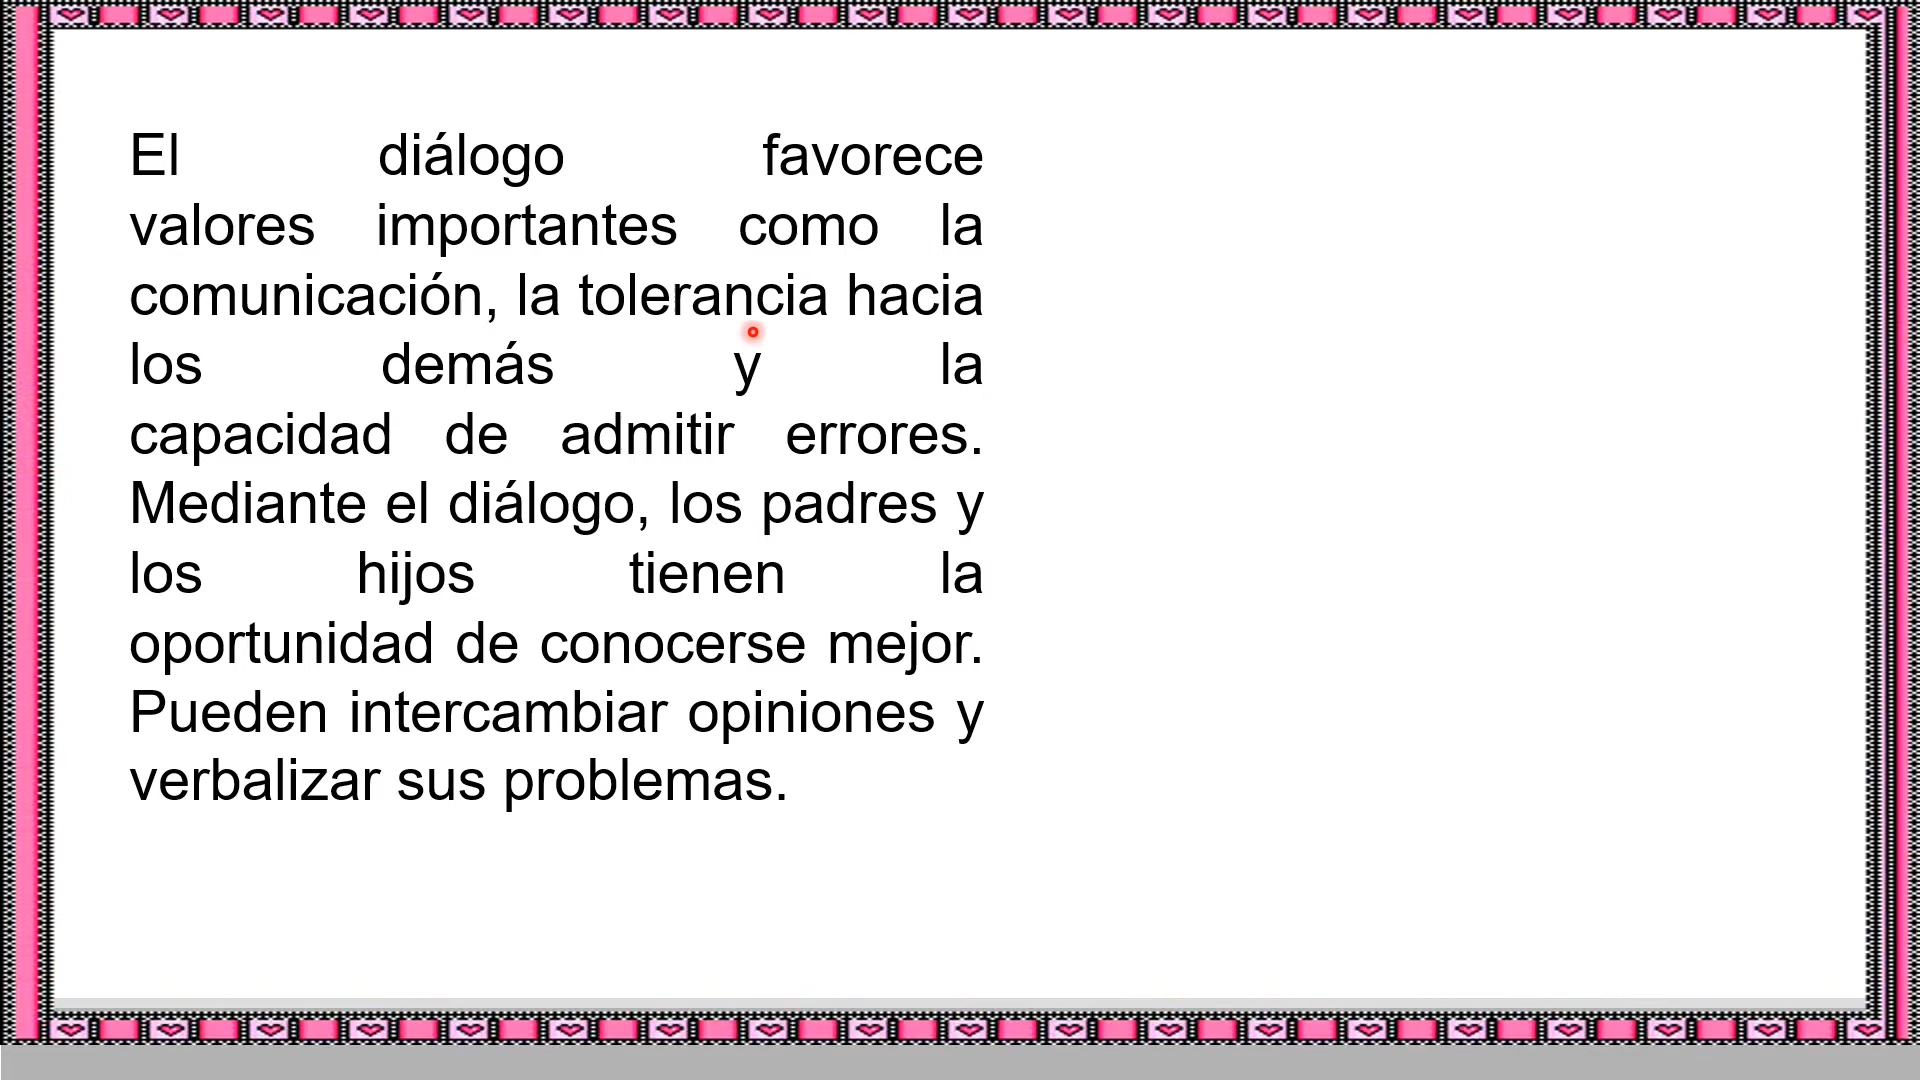 El diálogo favorece
valores importantes como la
comunicación, la tolerancia hacia
los demás y la
capacidad de admitir errores.
Mediante el diálogo, los padres y
los hijos tienen la
oportunidad de conocerse mejor.
Pueden intercambiar opiniones y
verbalizar sus problemas.